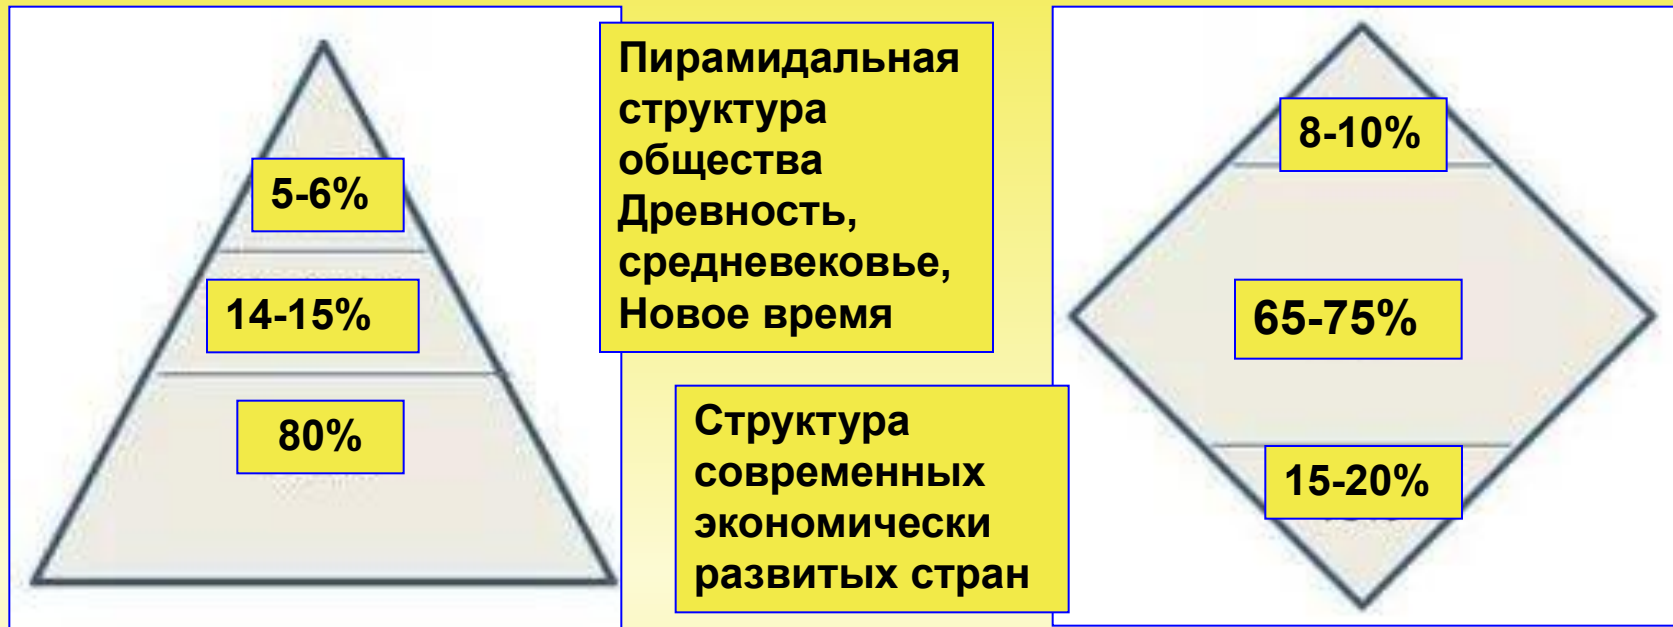 5-6%
14-15%
80%
Пирамидальная
структура
общества
Древность,
средневековье,
Новое время
Структура
современных
экономически
развитых стран
8-10%
65-75%
15-20%